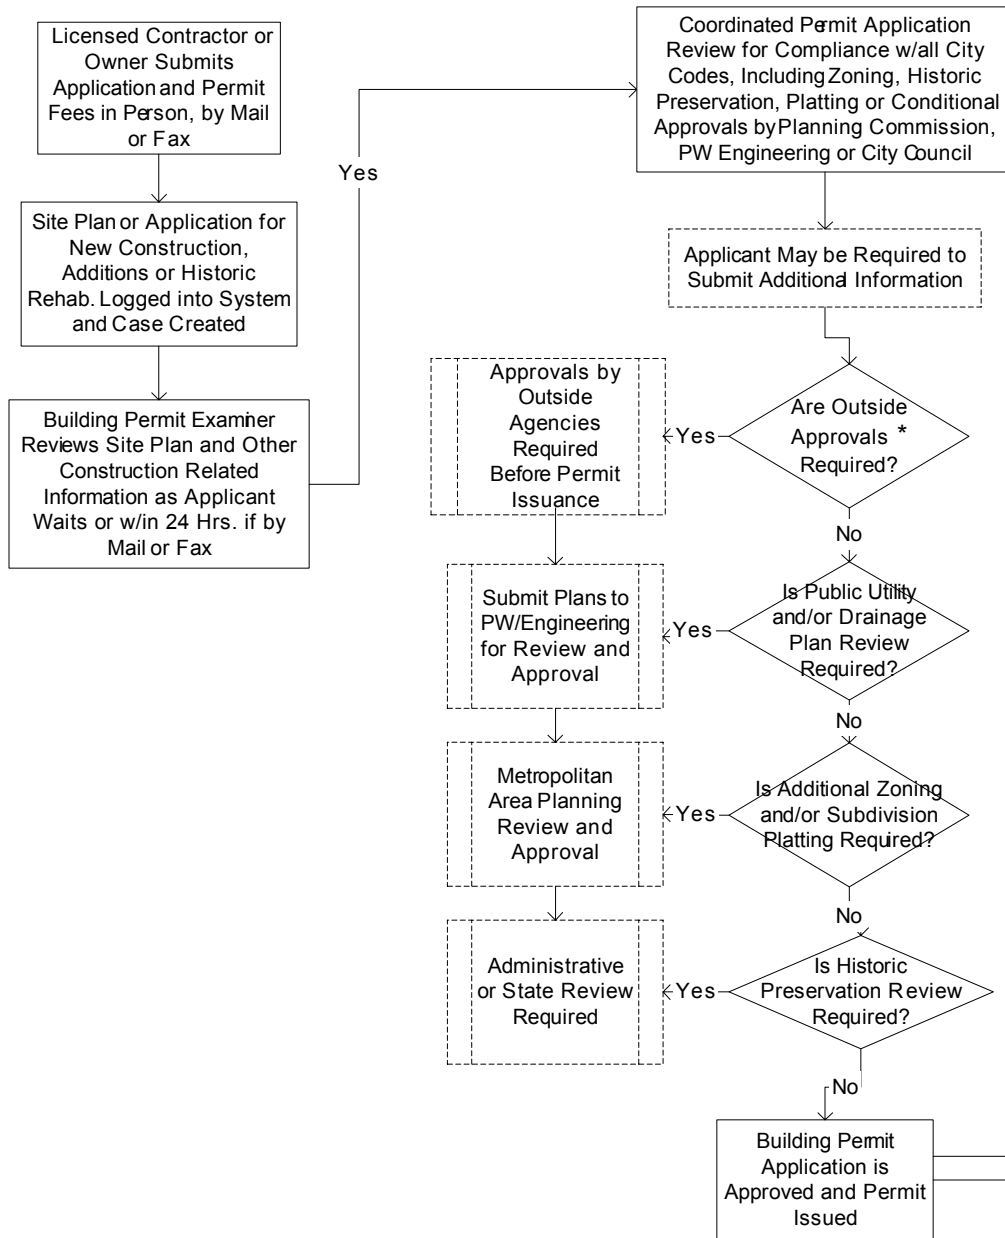 Licensed Contractor or
Owner Submits
Application and Permit
Fees in Person, by Mail
or Fax
Site Plan or Application for
New Construction,
Additions or Historic
Rehab. Logged into System
and Case Created
Building Permit Examiner
Reviews Site Plan and Other
Construction Related
Information as Applicant
Waits or w/in 24 Hrs. if by
Mail or Fax
Yes
Coordinated Permit Application
Review for Compliance w/all City
Codes, Including Zoning, Historic
Preservation, Platting or Conditional
Approvals by Planning Commission,
PW Engineering or City Council
Applicant May be Required to
Submit Additional Information
Are Outside
Approvals *
Required?
Yes
Approvals by
Outside
Agencies
Required
Before Permit
Issuance
No
Is Public Utility
and/or Drainage
Plan Review
Required?
Yes
Submit Plans to
PW/Engineering
for Review and
Approval
No
Is Additional Zoning
and/or Subdivision
Platting Required?
Yes
Metropolitan
Area Planning
Review and
Approval
No
Is Historic
Preservation Review
Required?
Yes
Administrative
or State Review
Required
No
Building Permit
Application is
Approved and Permit
Issued